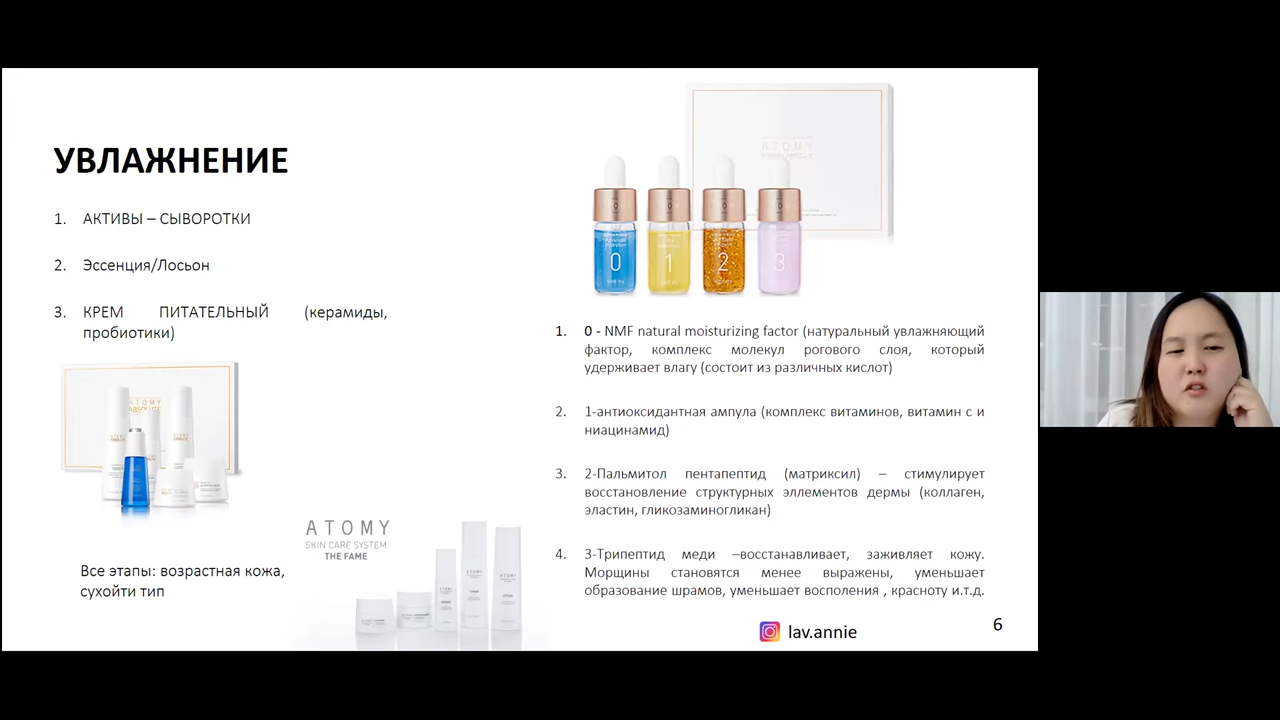 УВЛАЖНЕНИЕ
1. АКТИВЫ – СЫВОРОТКИ
2. Эссенция/Лосьон
3. КРЕМ ПИТАТЕЛЬНЫЙ (керамиды,
пробиотики)
ATOMY
ABSOLUTE
Все этапы: возрастная кожа,
сухойти тип
ATOMY
SKIN CARE SYSTEM
THE FAME
ATOMY
0
1
2
3
1. 0 - NMF natural moisturizing factor (натуральный увлажняющий
фактор, комплекс молекул рогового слоя, который
удерживает влагу (состоит из различных кислот)
2. 1-антиоксидантная ампула (комплекс витаминов, витамин с и
ниацинамид)
3. 2-Пальмитол пентапептид (матриксил) – стимулирует
восстановление структурных эллементов дермы (коллаген,
эластин, гликозаминогликан)
4. 3-Трипептид меди –восстанавливает, заживляет кожу.
Морщины становятся менее выражены, уменьшает
образование шрамов, уменьшает восполения , красноту и.т.д.
lav.annie
6